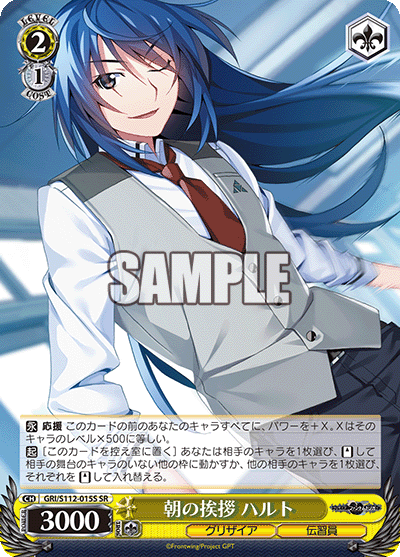 LEVEL
2
1
COST
SAMPLE
永 応援 このカードの前のあなたのキャラすべてに、パワーを+X。Xはそのキャラのレベル×500に等しい。
起 [このカードを控え室に置く] あなたは相手のキャラを1枚選び、[↑]して相手の舞台のキャラのいない他の枠に動かすか、他の相手のキャラを1枚選び、それぞれを[↑]して入れ替える。
CH GRI/S112-015S SR
POWER
3000
SOUL
朝の挨拶 ハルト
グリザイア
伝習員
©Frontwing/Project GPT